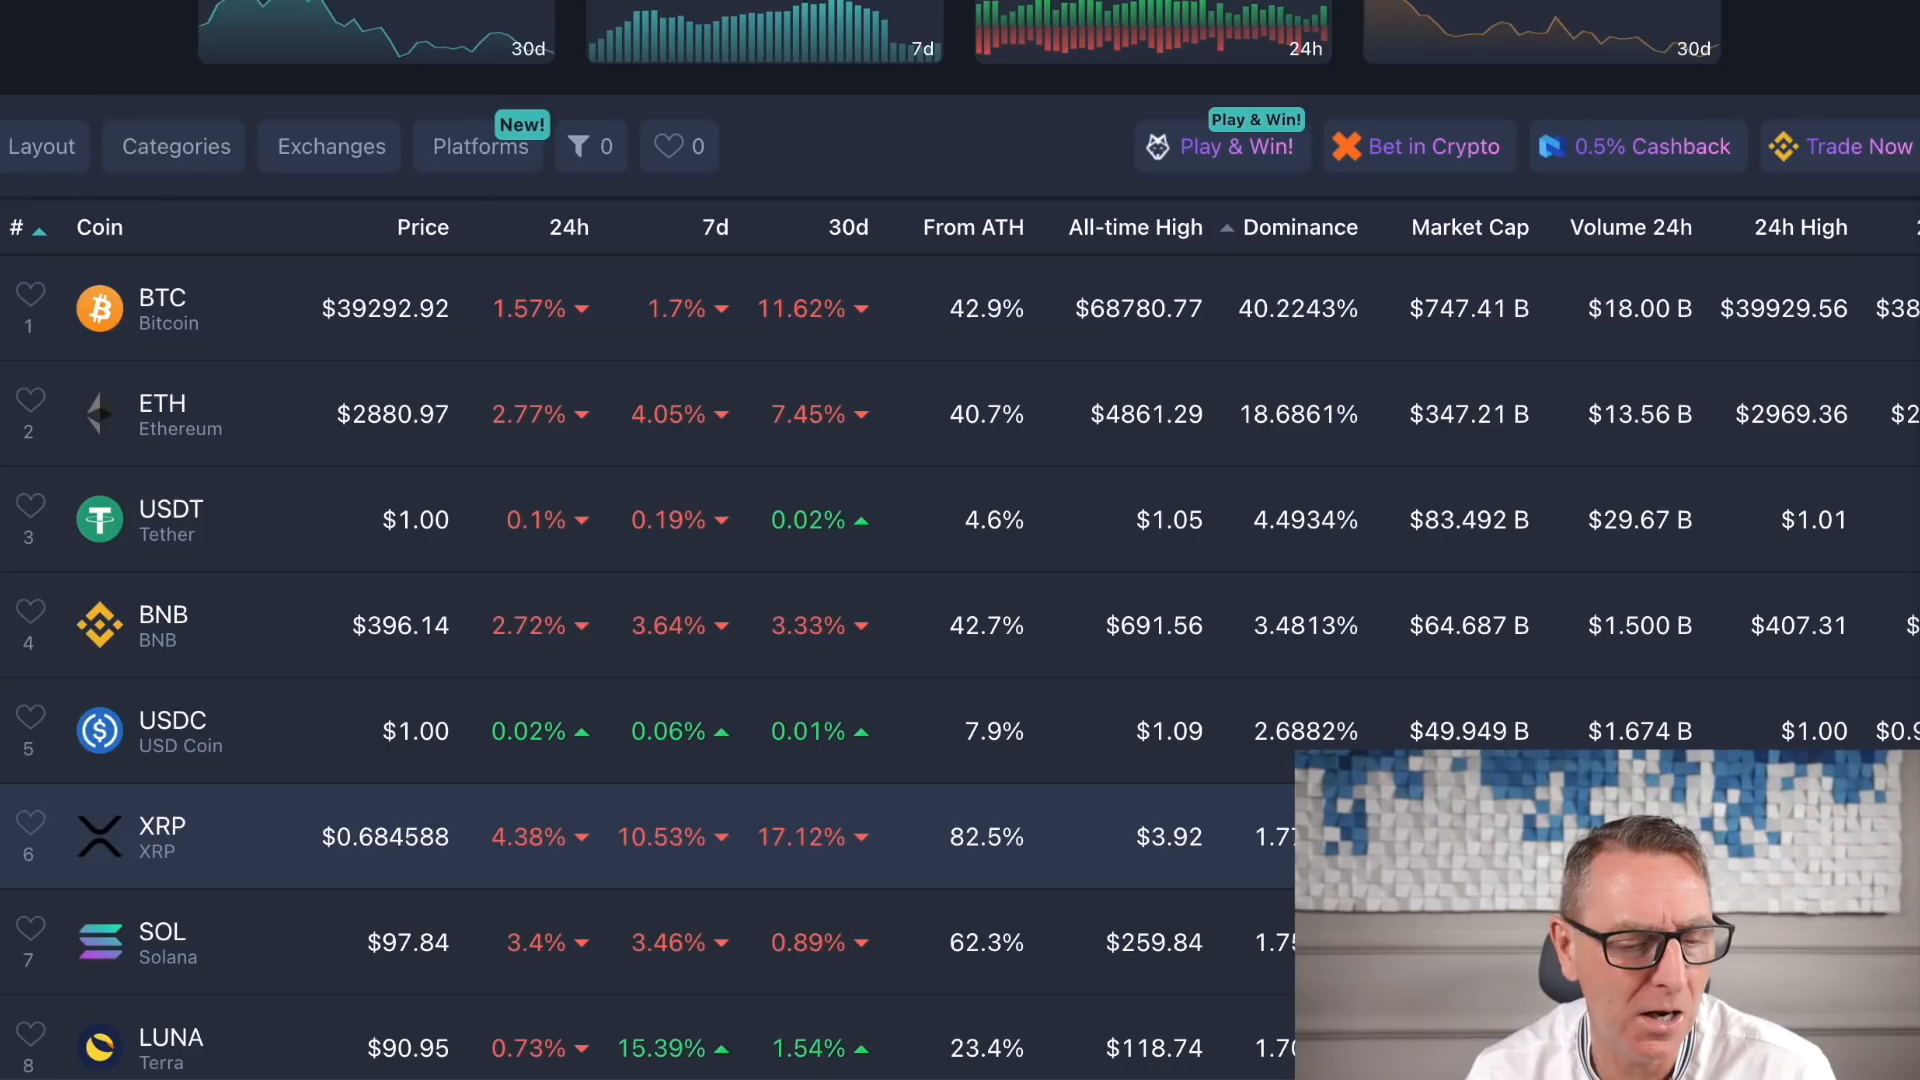 30d
7d
24h
30d
Layout
Categories
Exchanges
Platforms
New!
0
0
Play & Win!
Play & Win!
Bet in Crypto
0.5% Cashback
Trade Now
# Coin Price 24h 7d 30d From ATH All-time High Dominance Market Cap Volume 24h 24h High
1 BTC Bitcoin $39292.92 1.57% 1.7% 11.62% 42.9% $68780.77 40.2243% $747.41 B $18.00 B $39929.56 $38
2 ETH Ethereum $2880.97 2.77% 4.05% 7.45% 40.7% $4861.29 18.6861% $347.21 B $13.56 B $2969.36 $2
3 USDT Tether $1.00 0.1% 0.19% 0.02% 4.6% $1.05 4.4934% $83.492 B $29.67 B $1.01
4 BNB BNB $396.14 2.72% 3.64% 3.33% 42.7% $691.56 3.4813% $64.687 B $1.500 B $407.31 $
5 USDC USD Coin $1.00 0.02% 0.06% 0.01% 7.9% $1.09 2.6882% $49.949 B $1.674 B $1.00 $0.9
6 XRP XRP $0.684588 4.38% 10.53% 17.12% 82.5% $3.92 1.77
7 SOL Solana $97.84 3.4% 3.46% 0.89% 62.3% $259.84 1.75
8 LUNA Terra $90.95 0.73% 15.39% 1.54% 23.4% $118.74 1.70